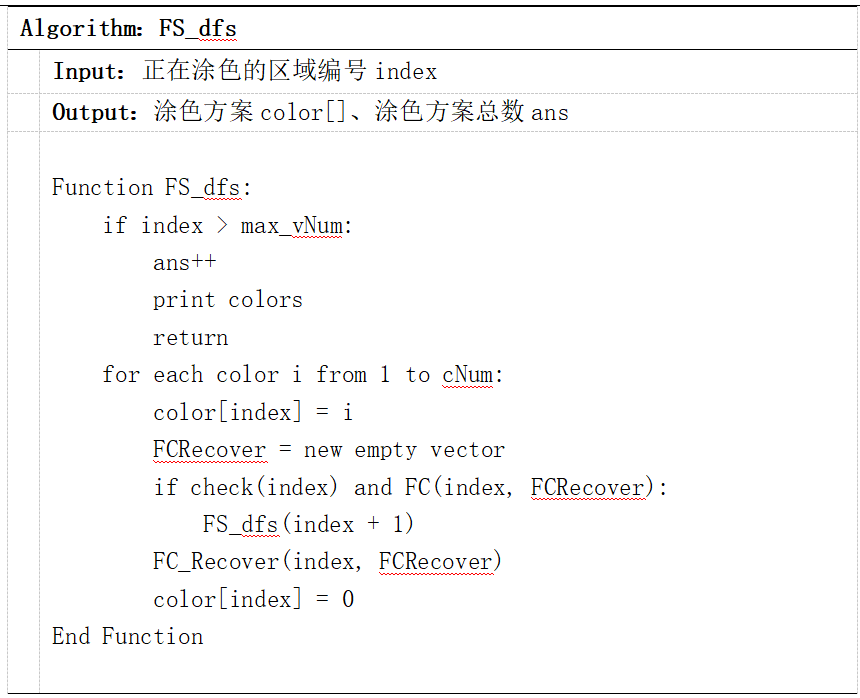 Algorithm：FS_dfs
Input：正在涂色的区域编号 index
Output：涂色方案 color[]、涂色方案总数 ans
Function FS_dfs:
    if index > max_vNum:
        ans++
        print colors
        return
    for each color i from 1 to cNum:
        color[index] = i
        FCRecover = new empty vector
        if check(index) and FC(index, FCRecover):
            FS_dfs(index + 1)
        FC_Recover(index, FCRecover)
        color[index] = 0
End Function